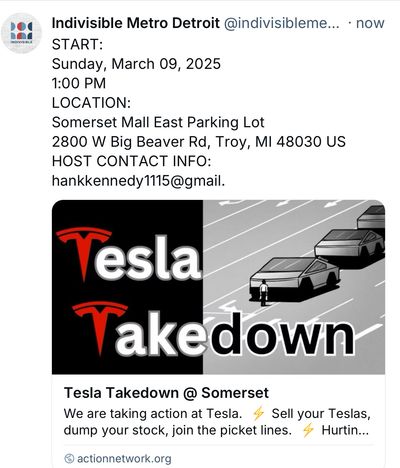 Indivisible Metro Detroit @indivisibleme... · now
START:
Sunday, March 09, 2025
1:00 PM
LOCATION:
Somerset Mall East Parking Lot
2800 W Big Beaver Rd, Troy, MI 48030 US
HOST CONTACT INFO:
hankkennedy1115@gmail.
Tesla
Takedown
Tesla Takedown @ Somerset
We are taking action at Tesla. ⚡ Sell your Teslas,
dump your stock, join the picket lines. ⚡ Hurtin...
actionnetwork.org